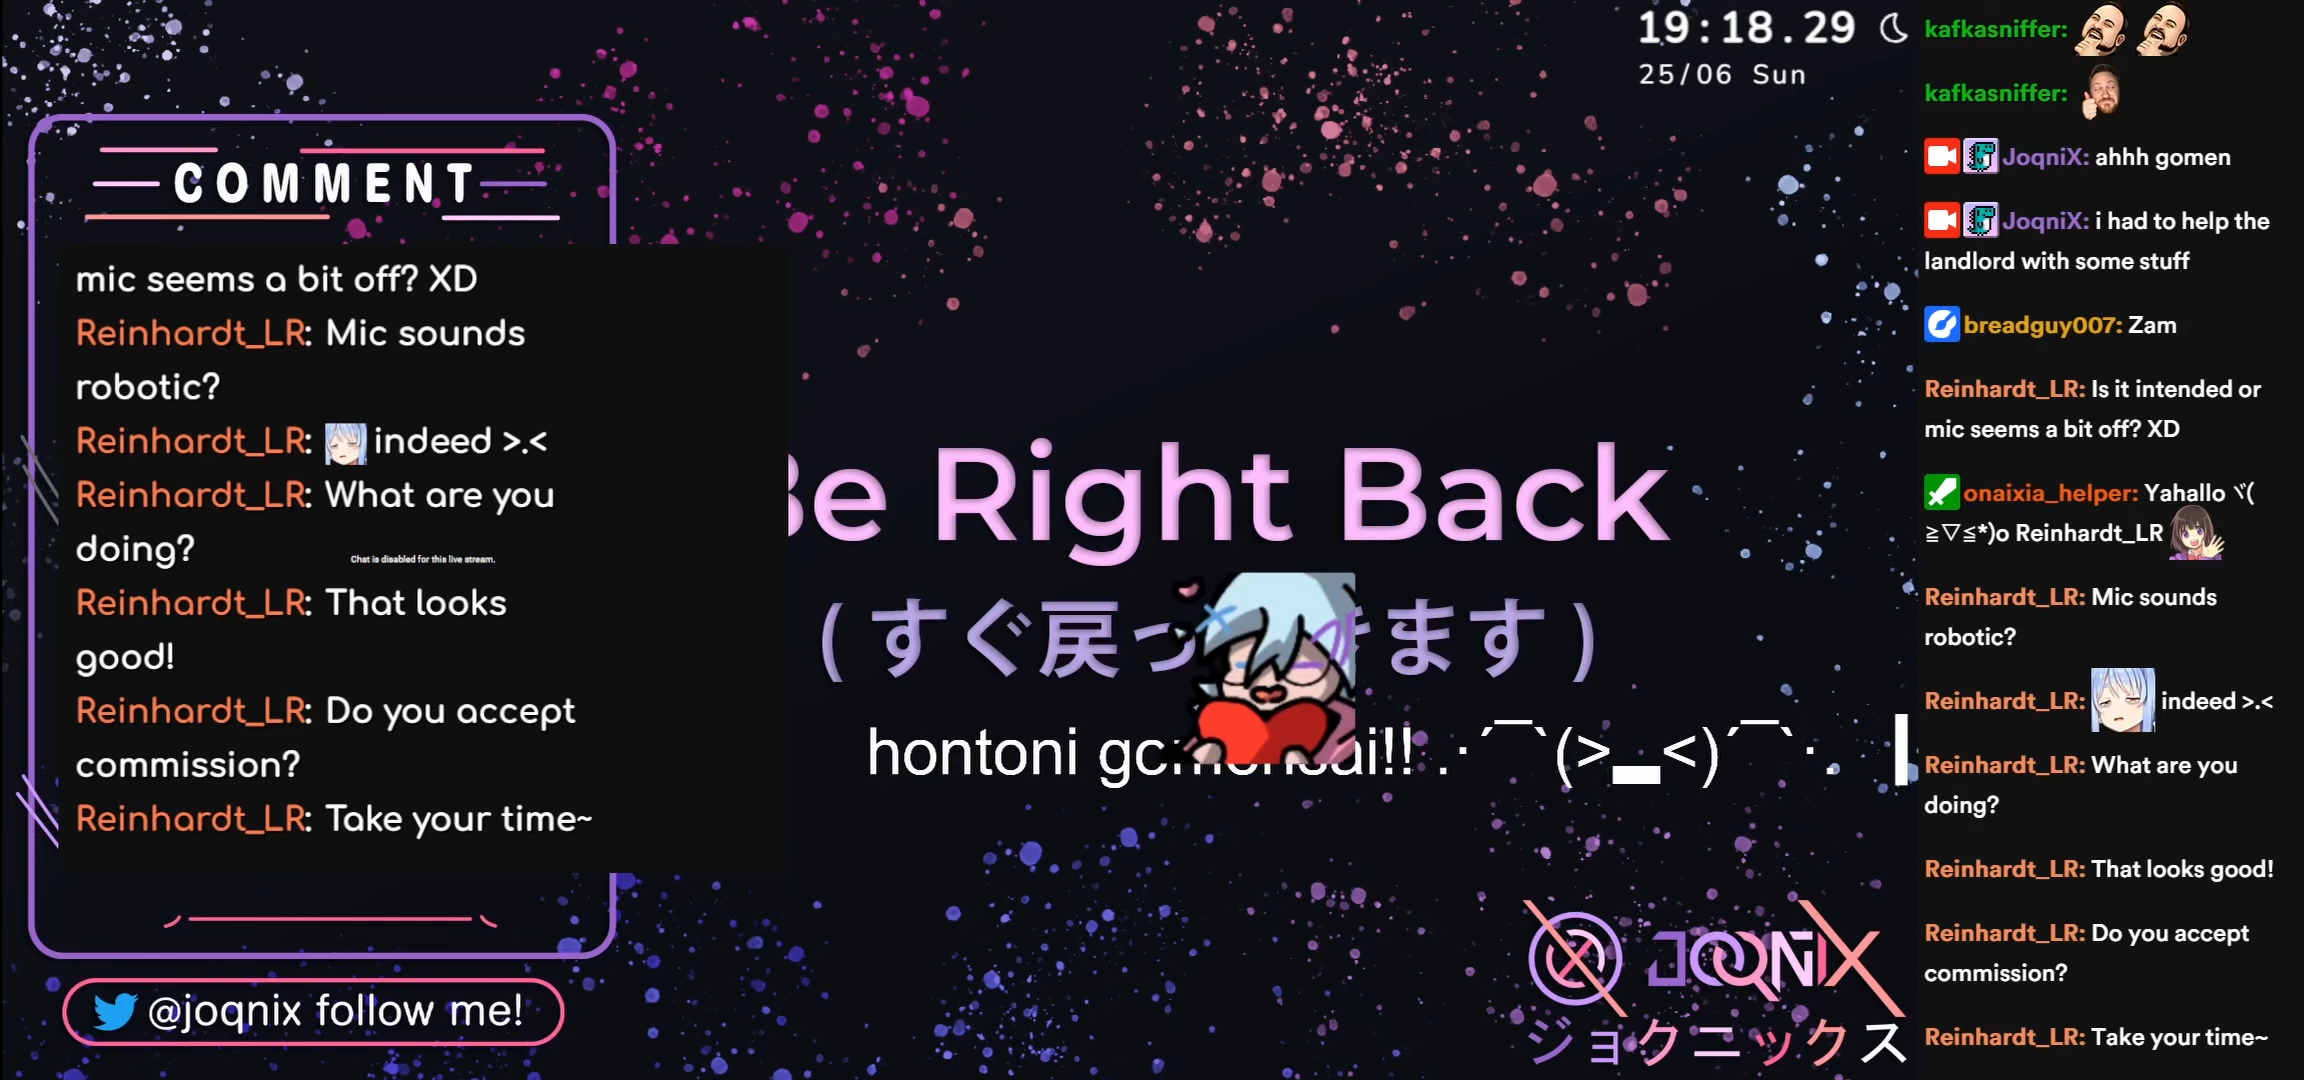 19:18.29
25/06 Sun
COMMENT
mic seems a bit off? XD
Reinhardt_LR: Mic sounds
robotic?
Reinhardt_LR: indeed >.<
Reinhardt_LR: What are you
doing?
Chat is disabled for this live stream.
Reinhardt_LR: That looks
good!
Reinhardt_LR: Do you accept
commission?
Reinhardt_LR: Take your time~
@joqnix follow me!
Be Right Back
(すぐ戻っきます)
hontoni !! .·´¯`(>▂<)´¯`·.
JOQNIX
ジョクニックス
kafkasniffer:
kafkasniffer:
JoqniX: ahhh gomen
JoqniX: i had to help the
landlord with some stuff
breadguy007: Zam
Reinhardt_LR: Is it intended or
mic seems a bit off? XD
onaixia_helper: Yahallo ヾ(
≧▽≦*)o Reinhardt_LR
Reinhardt_LR: Mic sounds
robotic?
Reinhardt_LR: indeed >.<
Reinhardt_LR: What are you
doing?
Reinhardt_LR: That looks good!
Reinhardt_LR: Do you accept
commission?
Reinhardt_LR: Take your time~